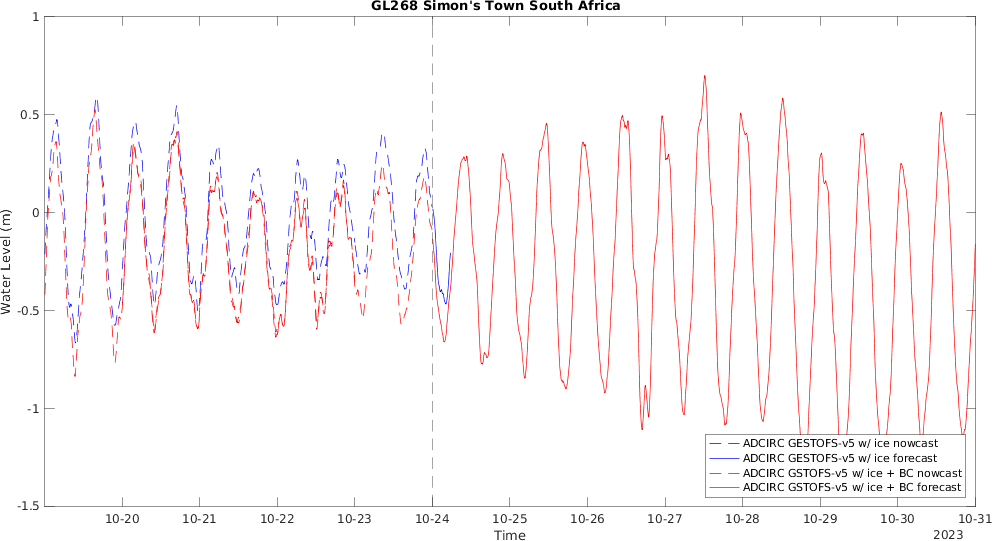 GL268 Simon's Town South Africa
1
0.5
0
-0.5
-1
-1.5
Water Level (m)
ADCIRC GESTOFS-v5 w/ ice nowcast
ADCIRC GESTOFS-v5 w/ ice forecast
ADCIRC GSTOFS-v5 w/ ice + BC nowcast
ADCIRC GSTOFS-v5 w/ ice + BC forecast
10-20 10-21 10-22 10-23 10-24 10-25 10-26 10-27 10-28 10-29 10-30 10-31
Time
2023